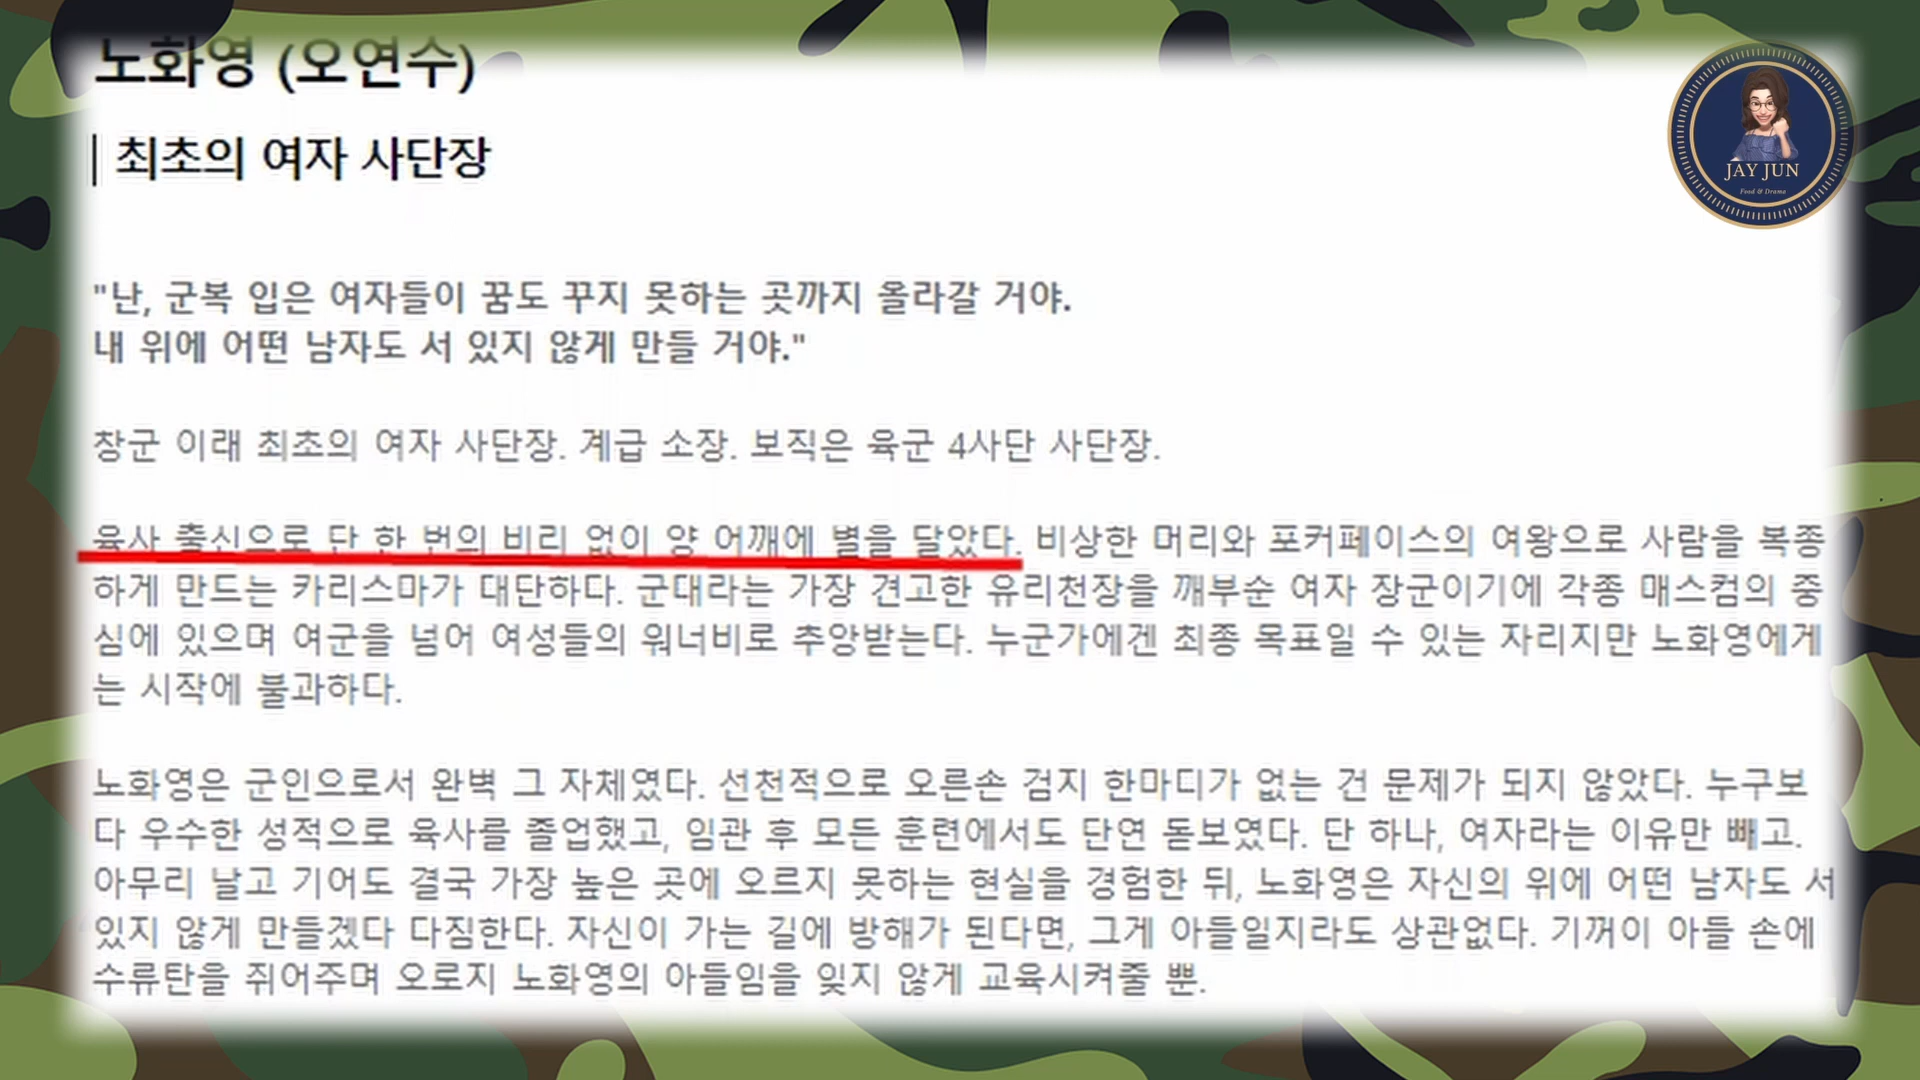 노화영 (오연수)
최초의 여자 사단장
JAY JUN
Food & Drama
"난, 군복 입은 여자들이 꿈도 꾸지 못하는 곳까지 올라갈 거야.
내 위에 어떤 남자도 서 있지 않게 만들 거야."
창군 이래 최초의 여자 사단장. 계급 소장. 보직은 육군 4사단 사단장.
육사 출신으로 단 한 번의 비리 없이 양 어깨에 별을 달았다. 비상한 머리와 포커페이스의 여왕으로 사람을 복종
하게 만드는 카리스마가 대단하다. 군대라는 가장 견고한 유리천장을 깨부순 여자 장군이기에 각종 매스컴의 중
심에 있으며 여군을 넘어 여성들의 워너비로 추앙받는다. 누군가에겐 최종 목표일 수 있는 자리지만 노화영에게
는 시작에 불과하다.
노화영은 군인으로서 완벽 그 자체였다. 선천적으로 오른손 검지 한마디가 없는 건 문제가 되지 않았다. 누구보
다 우수한 성적으로 육사를 졸업했고, 임관 후 모든 훈련에서도 단연 돋보였다. 단 하나, 여자라는 이유만 빼고.
아무리 날고 기어도 결국 가장 높은 곳에 오르지 못하는 현실을 경험한 뒤, 노화영은 자신의 위에 어떤 남자도 서
있지 않게 만들겠다 다짐한다. 자신이 가는 길에 방해가 된다면, 그게 아들일지라도 상관없다. 기꺼이 아들 손에
수류탄을 쥐어주며 오로지 노화영의 아들임을 잊지 않게 교육시켜줄 뿐.